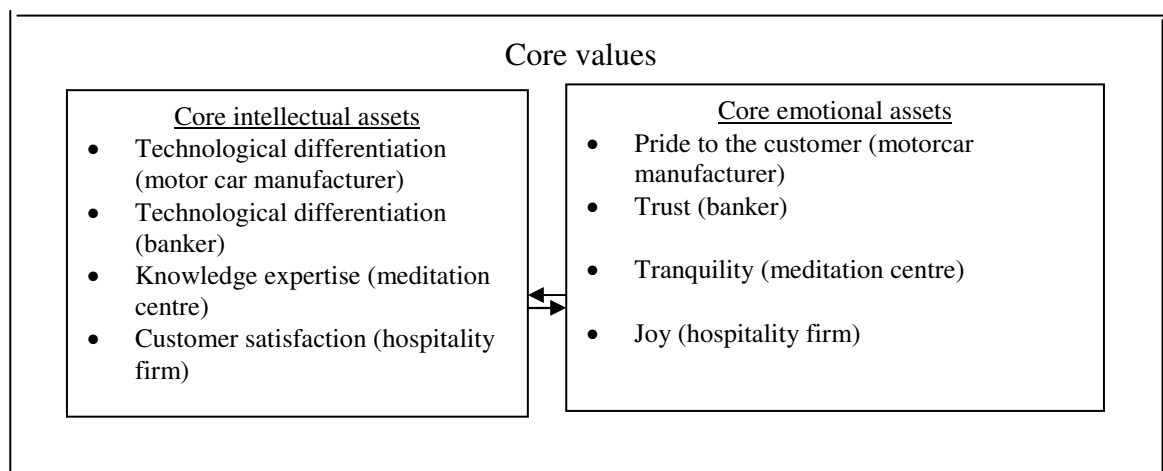 Core values
Core intellectual assets
• Technological differentiation
(motor car manufacturer)
• Technological differentiation
(banker)
• Knowledge expertise (meditation
centre)
• Customer satisfaction (hospitality
firm)
Core emotional assets
• Pride to the customer (motorcar
manufacturer)
• Trust (banker)
• Tranquility (meditation centre)
• Joy (hospitality firm)